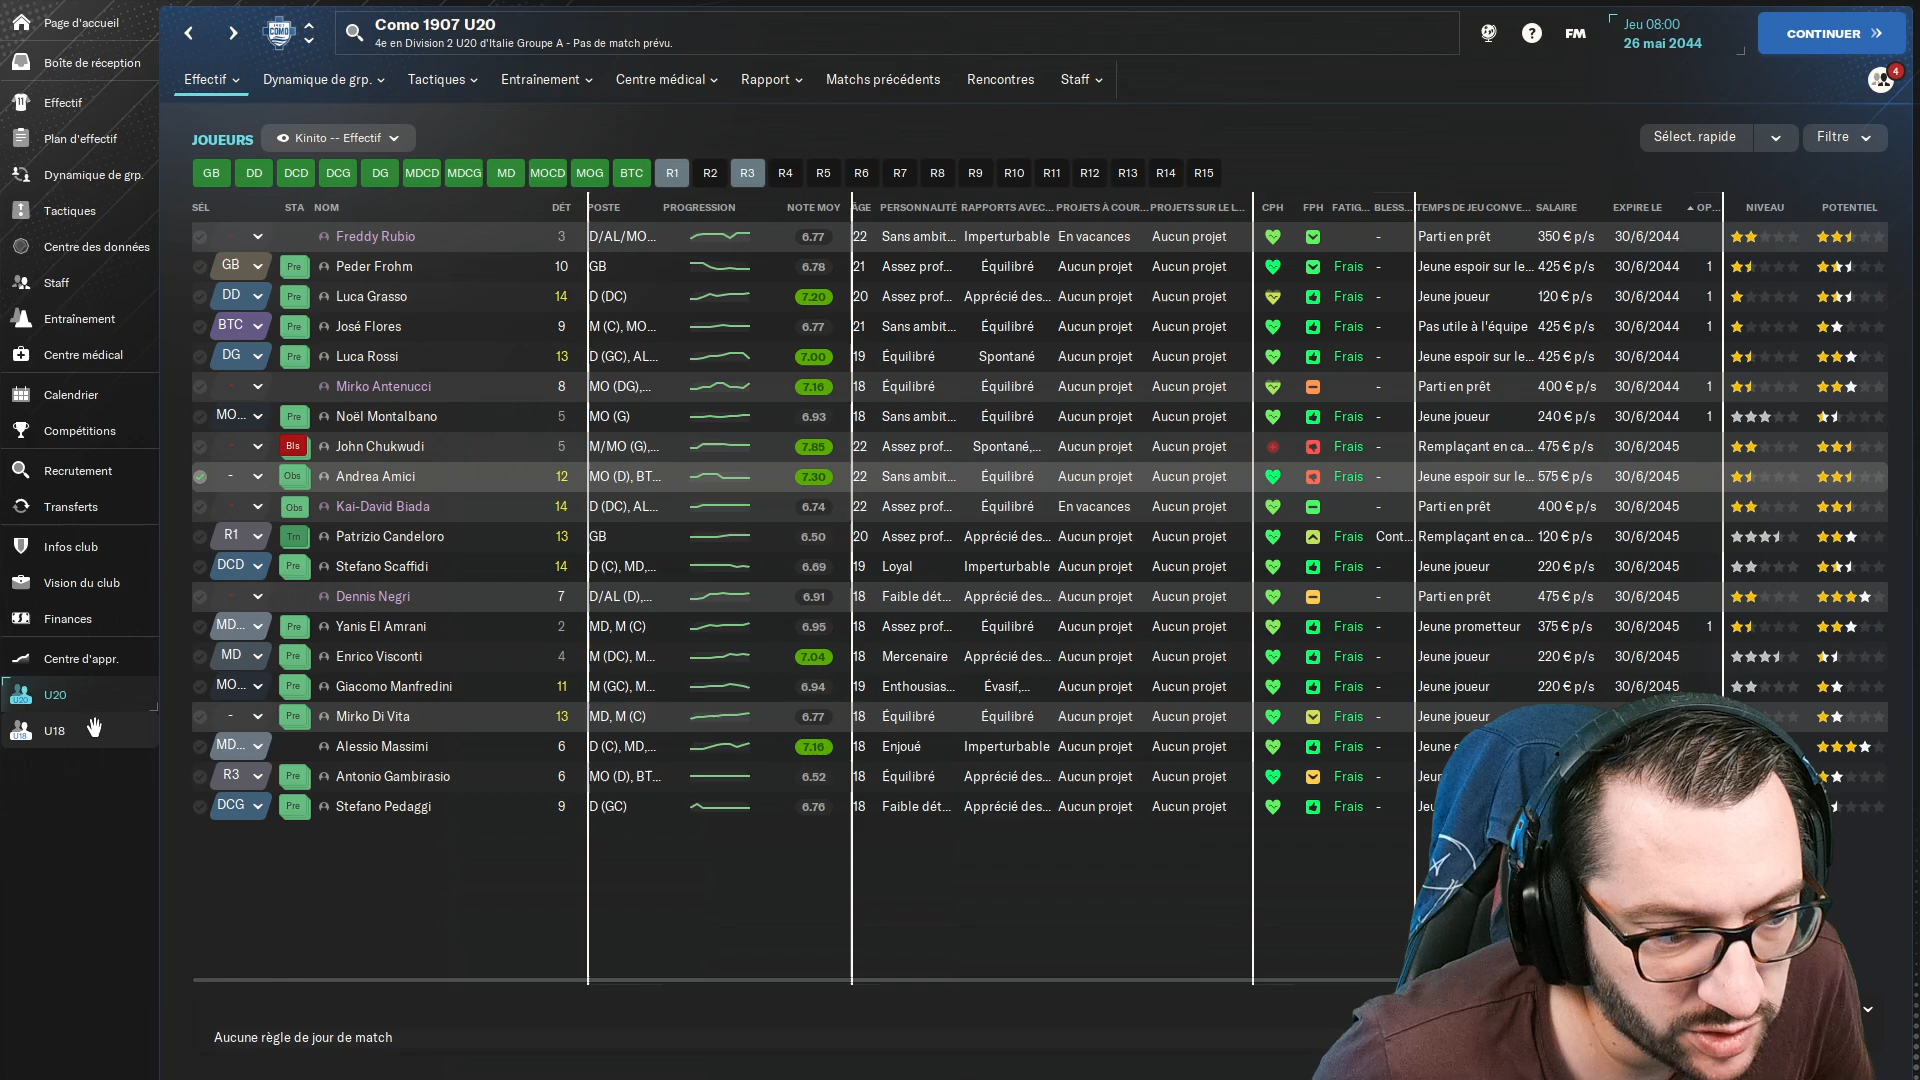 Page d'accueil
Boîte de réception
Effectif
Plan d'effectif
Dynamique de grp.
Tactiques
Centre des données
Staff
Entraînement
Centre médical
Calendrier
Compétitions
Recrutement
Transferts
Infos club
Vision du club
Finances
Centre d'appr.
U20
U18
Como 1907 U20
4e en Division 2 U20 d'Italie Groupe A - Pas de match prévu.
FM
Jeu 08:00
26 mai 2044
CONTINUER
4
Effectif Dynamique de grp. Tactiques Entraînement Centre médical Rapport Matchs précédents Rencontres Staff
JOUEURS Kinito -- Effectif Sélect. rapide Filtre
GB DD DCD DCG DG MDCD MDCG MD MOCD MOG BTC R1 R2 R3 R4 R5 R6 R7 R8 R9 R10 R11 R12 R13 R14 R15
SÉL STA NOM DÉT POSTE PROGRESSION NOTE MOY ÂGE PERSONNALITÉ RAPPORTS AVEC... PROJETS À COUR... PROJETS SUR LE L... CPH FPH FATIG... BLESS... TEMPS DE JEU CONVE... SALAIRE EXPIRE LE OP... NIVEAU POTENTIEL
- Freddy Rubio 3 D/AL/MO... 6.77 22 Sans ambit... Imperturbable En vacances Aucun projet - Parti en prêt 350 € p/s 30/6/2044
GB Pre Peder Frohm 10 GB 6.78 21 Assez prof... Équilibré Aucun projet Aucun projet Frais - Jeune espoir sur le... 425 € p/s 30/6/2044 1
DD Pre Luca Grasso 14 D (DC) 7.20 20 Assez prof... Apprécié des... Aucun projet Aucun projet Frais - Jeune joueur 120 € p/s 30/6/2044 1
BTC Pre José Flores 9 M (C), MO... 6.77 21 Sans ambit... Équilibré Aucun projet Aucun projet Frais - Pas utile à l'équipe 425 € p/s 30/6/2044 1
DG Pre Luca Rossi 13 D (GC), AL... 7.00 19 Équilibré Spontané Aucun projet Aucun projet Frais - Jeune espoir sur le... 425 € p/s 30/6/2044
- Mirko Antenucci 8 MO (DG),... 7.16 18 Équilibré Équilibré Aucun projet Aucun projet - Parti en prêt 400 € p/s 30/6/2044 1
MO... Pre Noël Montalbano 5 MO (G) 6.93 18 Sans ambit... Équilibré Aucun projet Aucun projet Frais - Jeune joueur 240 € p/s 30/6/2044 1
- Bls John Chukwudi 5 M/MO (G),... 7.85 22 Assez prof... Spontané,... Aucun projet Aucun projet Frais - Remplaçant en ca... 475 € p/s 30/6/2045
- Obs Andrea Amici 12 MO (D), BT... 7.30 22 Sans ambit... Équilibré Aucun projet Aucun projet Frais - Jeune espoir sur le... 575 € p/s 30/6/2045
- Obs Kai-David Biada 14 D (DC), AL... 6.74 22 Assez prof... Équilibré En vacances Aucun projet - Parti en prêt 400 € p/s 30/6/2045
R1 Trn Patrizio Candeloro 13 GB 6.50 20 Assez prof... Apprécié des... Aucun projet Aucun projet Frais Cont... Remplaçant en ca... 120 € p/s 30/6/2045
DCD Pre Stefano Scaffidi 14 D (C), MD,... 6.69 19 Loyal Imperturbable Aucun projet Aucun projet Frais - Jeune joueur 220 € p/s 30/6/2045
- Dennis Negri 7 D/AL (D),... 6.91 18 Faible dét... Apprécié des... Aucun projet Aucun projet - Parti en prêt 475 € p/s 30/6/2045
MD... Pre Yanis El Amrani 2 MD, M (C) 6.95 18 Assez prof... Équilibré Aucun projet Aucun projet Frais - Jeune prometteur 375 € p/s 30/6/2045 1
MD Pre Enrico Visconti 4 M (DC), M... 7.04 18 Mercenaire Apprécié des... Aucun projet Aucun projet Frais - Jeune joueur 220 € p/s 30/6/2045
MO... Pre Giacomo Manfredini 11 M (GC), M... 6.94 19 Enthousias... Évasif,... Aucun projet Aucun projet Frais - Jeune joueur 220 € p/s 30/6/2045
- Pre Mirko Di Vita 13 MD, M (C) 6.77 18 Équilibré Équilibré Aucun projet Aucun projet Frais - Jeune joueur
MD... Alessio Massimi 6 D (C), MD,... 7.16 18 Enjoué Imperturbable Aucun projet Aucun projet Frais - Jeune
R3 Pre Antonio Gambirasio 6 MO (D), BT... 6.52 18 Équilibré Apprécié des... Aucun projet Aucun projet Frais -
DCG Pre Stefano Pedaggi 9 D (GC) 6.76 18 Faible dét... Apprécié des... Aucun projet Aucun projet Frais -
Aucune règle de jour de match